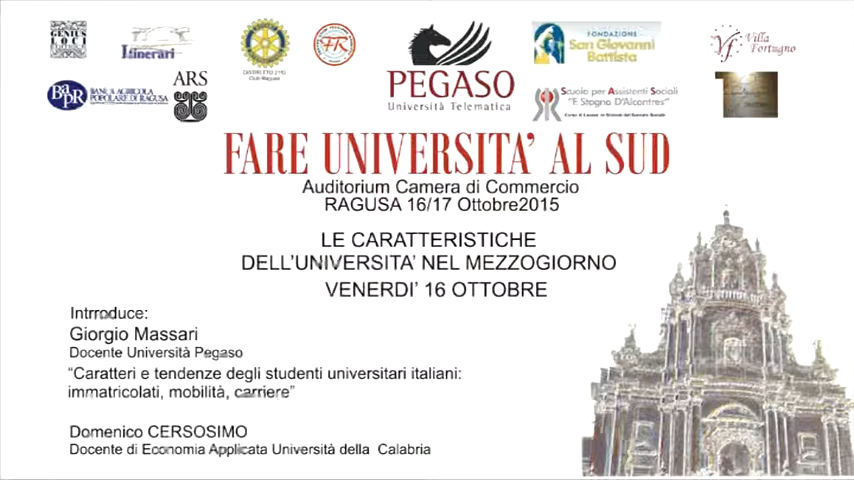 GENIUS
LOCI
Itinerari
DISTRETTO 2110
Club Ragusa
PEGASO
Università Telematica
FONDAZIONE
San Giovanni
Battista
Villa
Fortugno
BAPR
BANCA AGRICOLA
POPOLARE DI RAGUSA
ARS
Scuola per Assistenti Sociali
"F. Stagno D'Alcontres"
FARE UNIVERSITA' AL SUD
Auditorium Camera di Commercio
RAGUSA 16/17 Ottobre2015
LE CARATTERISTICHE
DELL'UNIVERSITA' NEL MEZZOGIORNO
VENERDI' 16 OTTOBRE
Intrroduce:
Giorgio Massari
Docente Università Pegaso
"Caratteri e tendenze degli studenti universitari italiani:
immatricolati, mobilità, carriere"
Domenico CERSOSIMO
Docente di Economia Applicata Università della Calabria